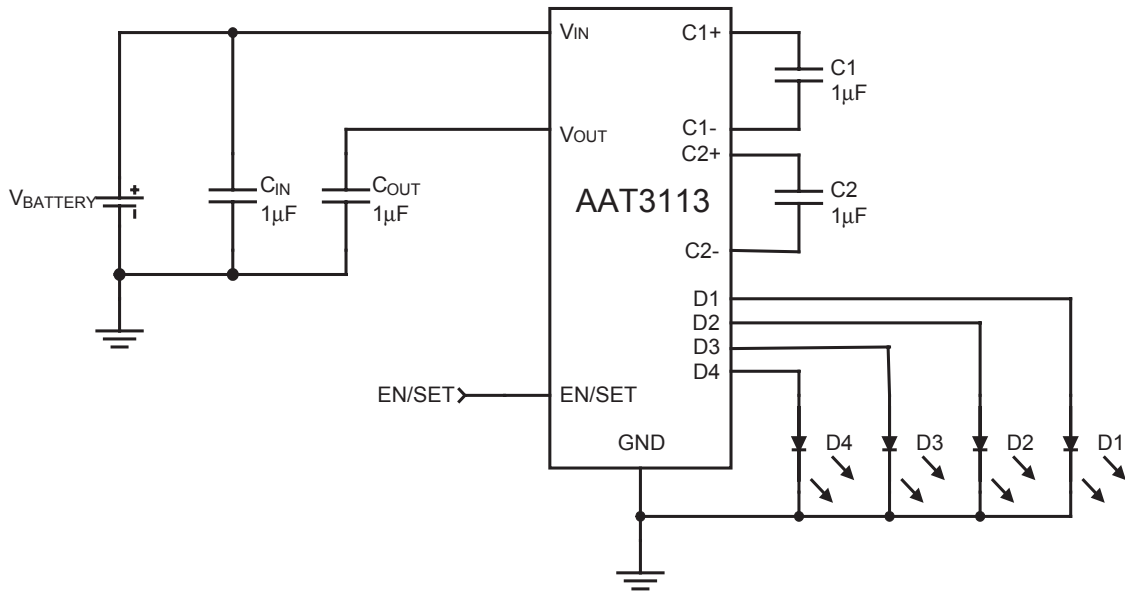 VIN
C1+
C1
1µF
VOUT
C1-
C2+
VBATTERY
+
-
CIN
1µF
COUT
1µF
AAT3113
C2
1µF
C2-
D1
D2
D3
D4
EN/SET
EN/SET
GND
D4
D3
D2
D1